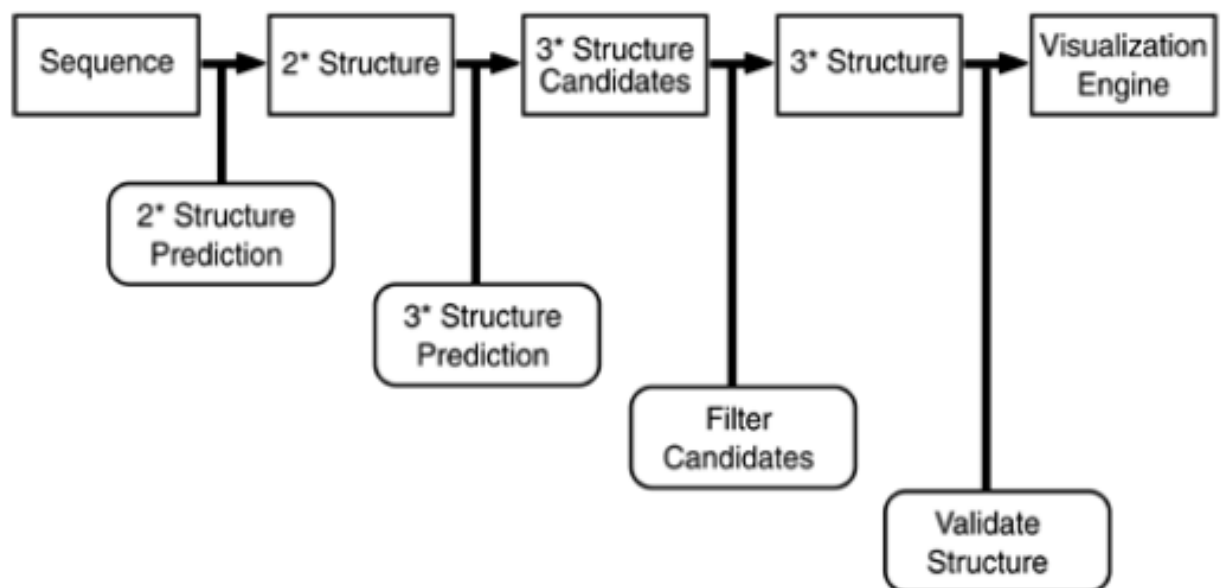 Sequence
2* Structure
3* Structure
Candidates
3* Structure
Visualization
Engine
2* Structure
Prediction
3* Structure
Prediction
Filter
Candidates
Validate
Structure